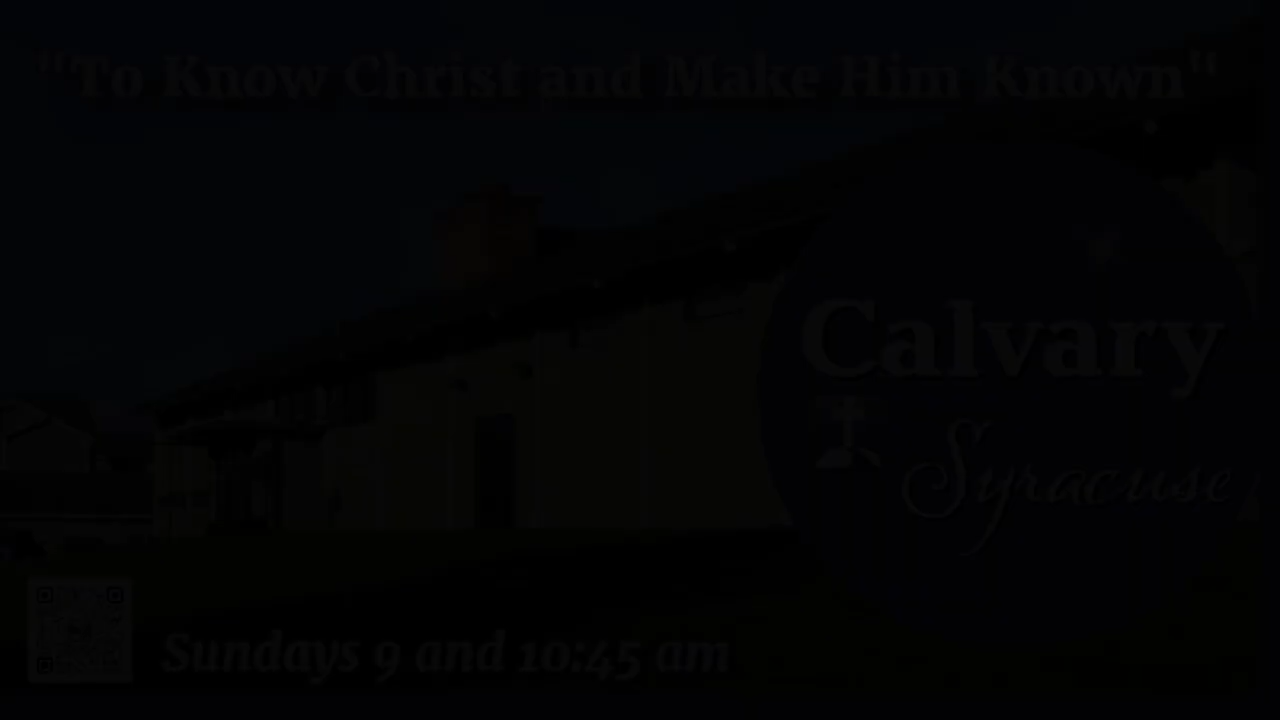 "To Know Christ and Make Him Known"
Calvary
Syracuse
Sundays 9 and 10:45 am